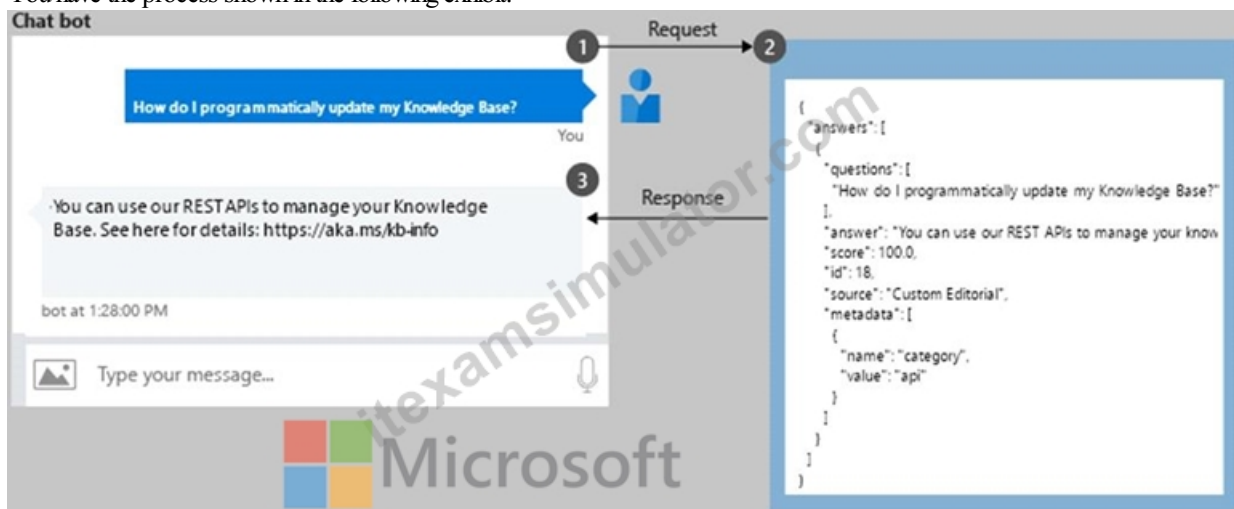 You have the process shown in the following exhibit.
Chat bot
1
Request
2
How do I programmatically update my Knowledge Base?
You
3
Response
You can use our REST APIs to manage your Knowledge
Base. See here for details: https://aka.ms/kb-info
bot at 1:28:00 PM
Type your message...
{
"answers": [
{
"questions": [
"How do I programmatically update my Knowledge Base?"
],
"answer": "You can use our REST APIs to manage your know
"score": 100.0,
"id": 18,
"source": "Custom Editorial",
"metadata": [
{
"name": "category",
"value": "api"
}
]
}
]
}
itexamsimulator.com
Microsoft